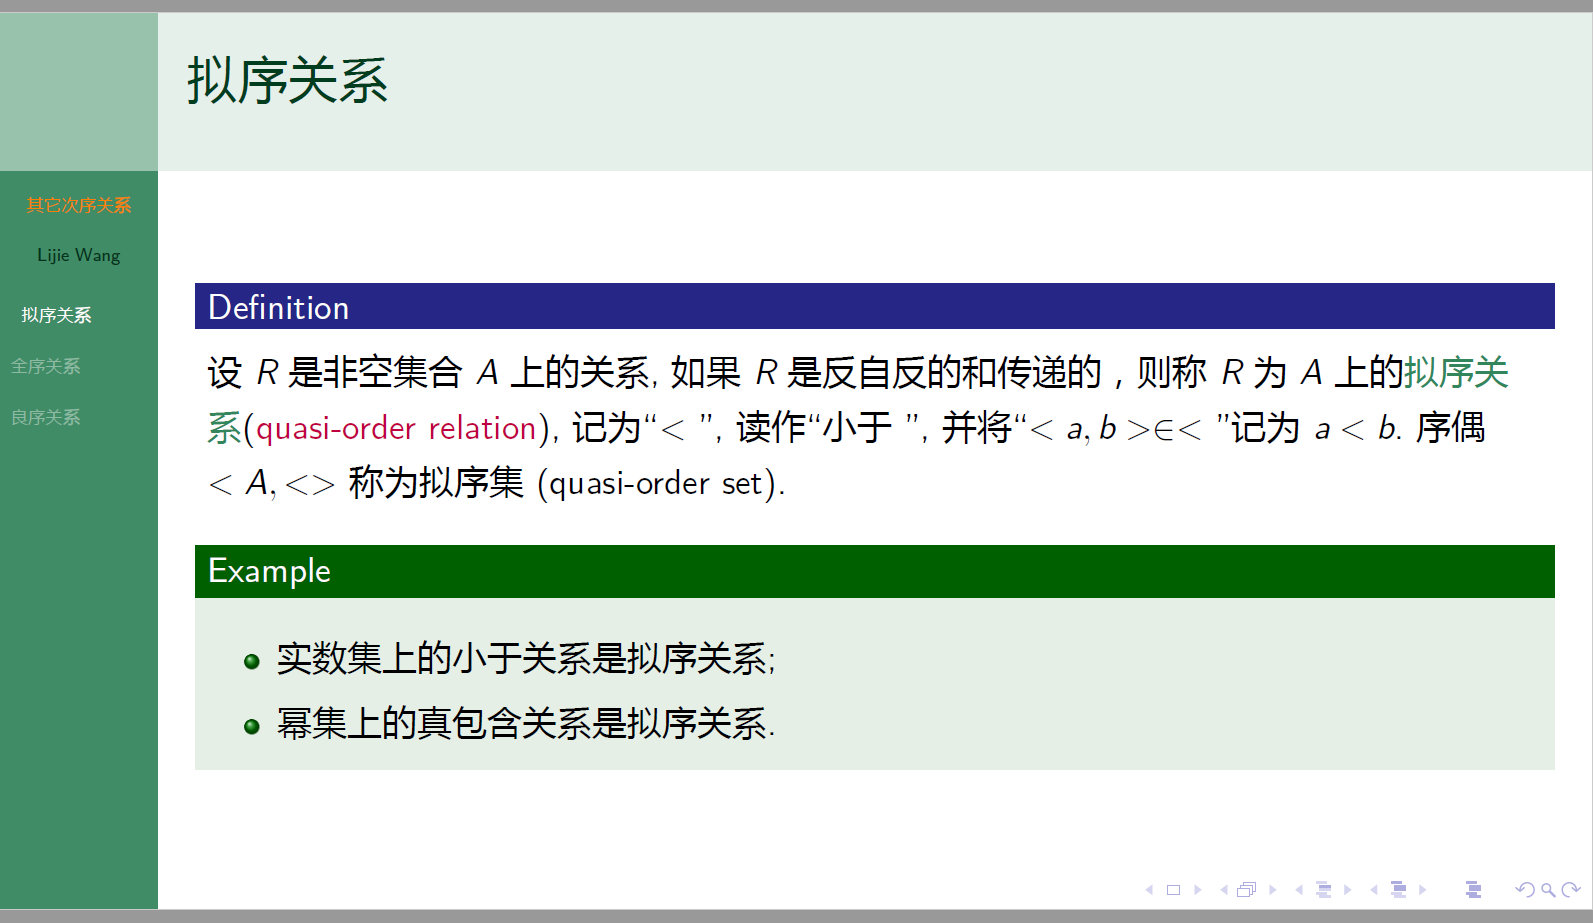 拟序关系
其它次序关系
Lijie Wang
拟序关系
全序关系
良序关系
Definition
设 R 是非空集合 A 上的关系, 如果 R 是反自反的和传递的，则称 R 为 A 上的拟序关
系(quasi-order relation), 记为“< ”, 读作“小于 ”, 并将“< a, b >∈< ”记为 a < b. 序偶
< A, <> 称为拟序集 (quasi-order set).
Example
实数集上的小于关系是拟序关系;
幂集上的真包含关系是拟序关系.